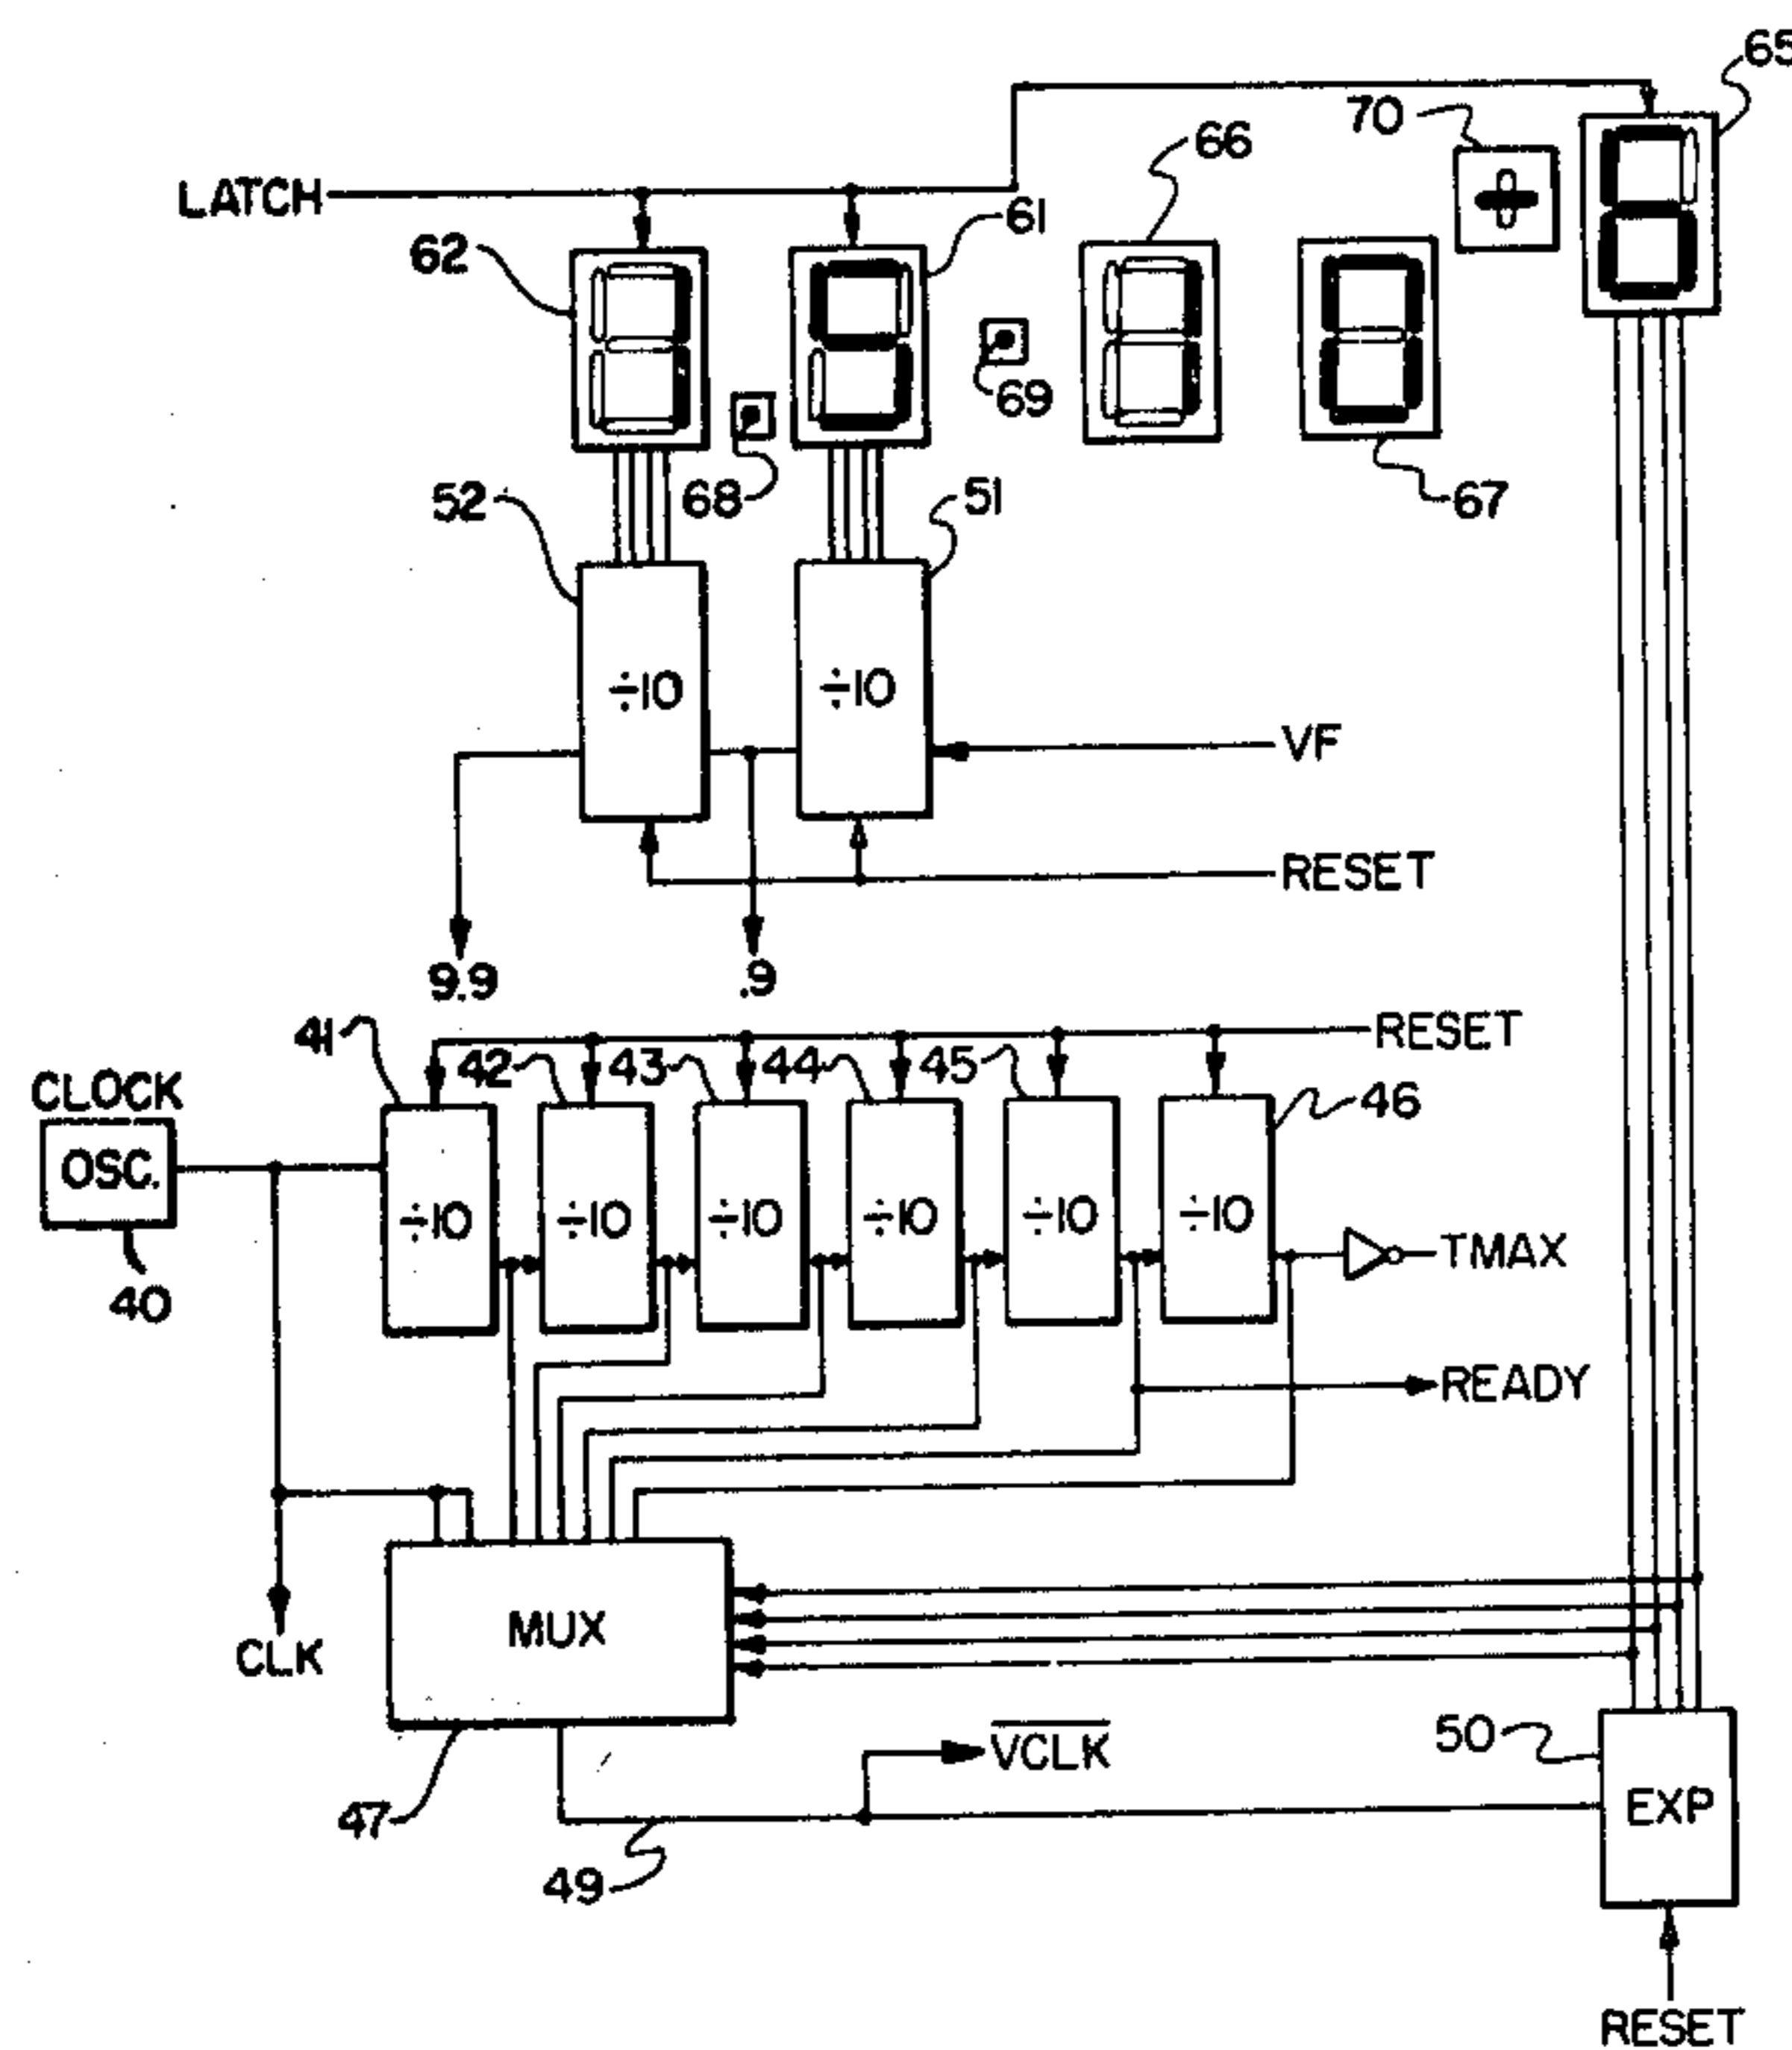 65
70
66
LATCH
61
62
69
68
52
51
67
÷10
÷10
VF
RESET
9.9
.9
41
42
43
44
45
RESET
46
CLOCK
OSC.
÷10
÷10
÷10
÷10
÷10
÷10
TMAX
40
READY
MUX
CLK
VCLK
50
47
EXP
49
RESET